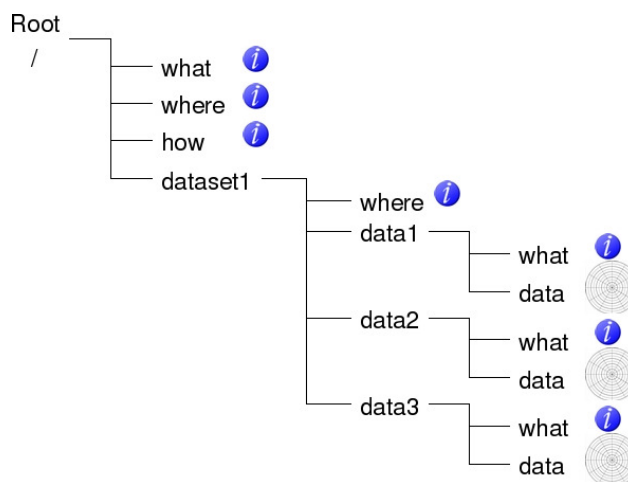 Root
/
what i
where i
how i
dataset1
where i
data1
what i
data
data2
what i
data
data3
what i
data